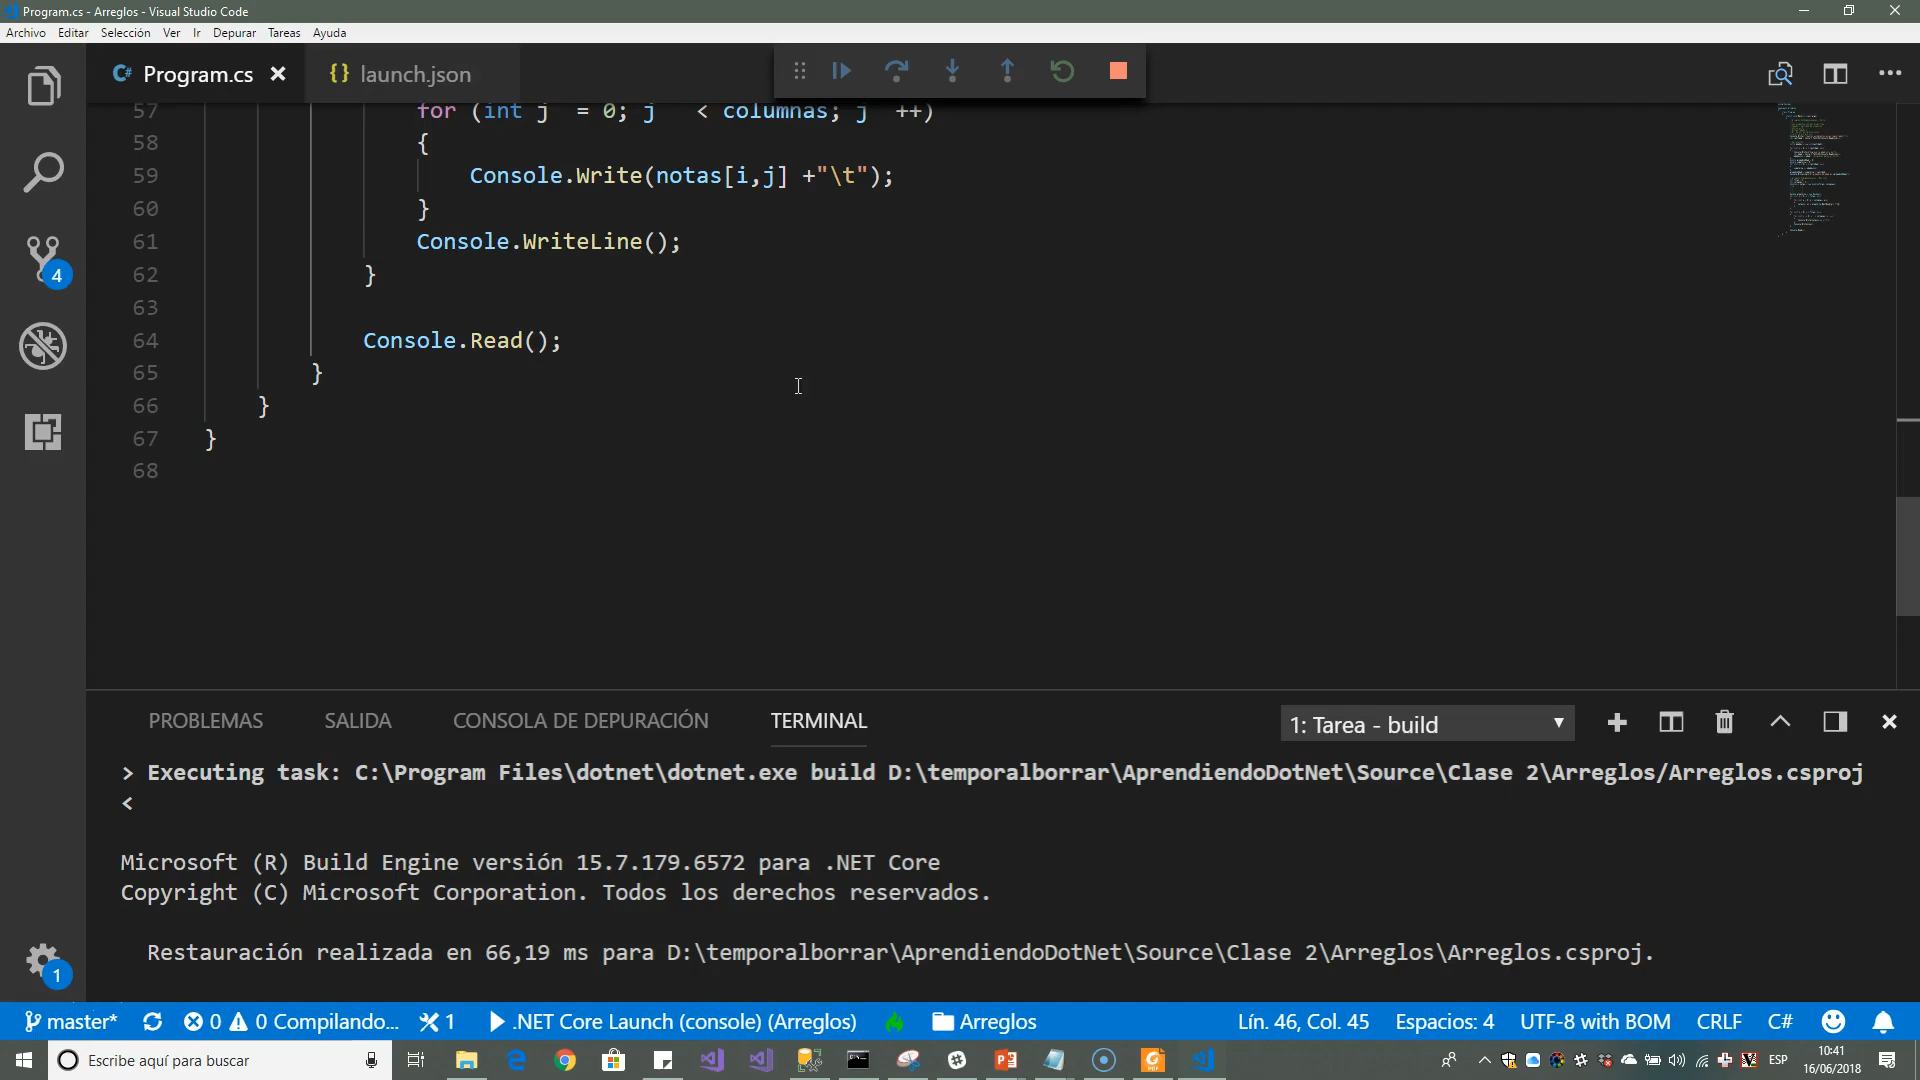 Program.cs - Arreglos - Visual Studio Code
Archivo Editar Selección Ver Ir Depurar Tareas Ayuda
C# Program.cs {} launch.json
57 for (int j = 0; j < columnas; j ++)
58 {
59 Console.Write(notas[i,j] +"\t");
60 }
61 Console.WriteLine();
62 }
63
64 Console.Read();
65 }
66 }
67 }
68
4
1
PROBLEMAS SALIDA CONSOLA DE DEPURACIÓN TERMINAL 1: Tarea - build
> Executing task: C:\Program Files\dotnet\dotnet.exe build D:\temporalborrar\AprendiendoDotNet\Source\Clase 2\Arreglos/Arreglos.csproj
<
Microsoft (R) Build Engine versión 15.7.179.6572 para .NET Core
Copyright (C) Microsoft Corporation. Todos los derechos reservados.
Restauración realizada en 66,19 ms para D:\temporalborrar\AprendiendoDotNet\Source\Clase 2\Arreglos\Arreglos.csproj.
master* 0 0 Compilando... 1 .NET Core Launch (console) (Arreglos) Arreglos Lín. 46, Col. 45 Espacios: 4 UTF-8 with BOM CRLF C#
Escribe aquí para buscar ESP 10:41
16/06/2018